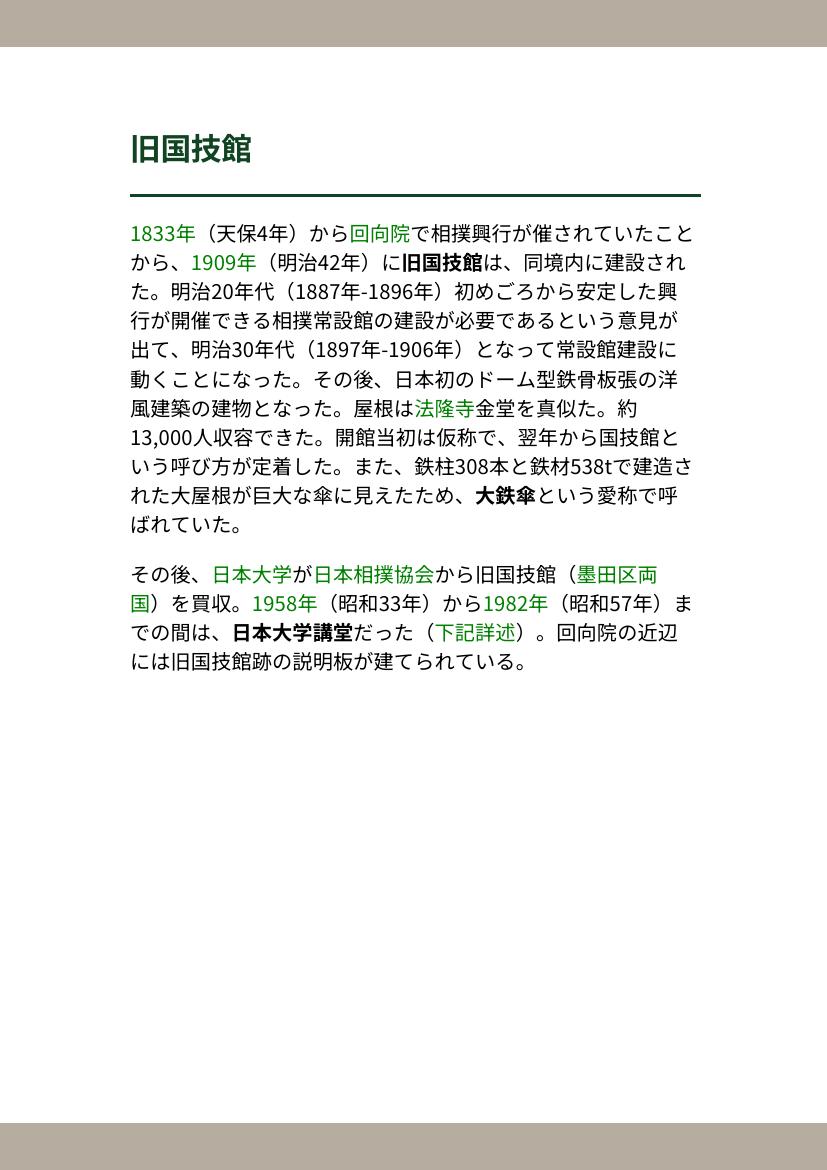 旧国技館
1833年（天保4年）から回向院で相撲興行が催されていたこと
から、1909年（明治42年）に旧国技館は、同境内に建設され
た。明治20年代（1887年-1896年）初めごろから安定した興
行が開催できる相撲常設館の建設が必要であるという意見が
出て、明治30年代（1897年-1906年）となって常設館建設に
動くことになった。その後、日本初のドーム型鉄骨板張の洋
風建築の建物となった。屋根は法隆寺金堂を真似た。約
13,000人収容できた。開館当初は仮称で、翌年から国技館と
いう呼び方が定着した。また、鉄柱308本と鉄材538tで建造さ
れた大屋根が巨大な傘に見えたため、大鉄傘という愛称で呼
ばれていた。
その後、日本大学が日本相撲協会から旧国技館（墨田区両
国）を買収。1958年（昭和33年）から1982年（昭和57年）ま
での間は、日本大学講堂だった（下記詳述）。回向院の近辺
には旧国技館跡の説明板が建てられている。